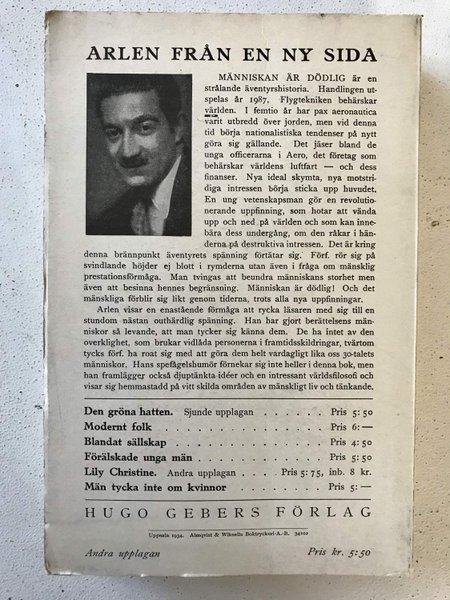 ARLEN FRÅN EN NY SIDA
MÄNNISKAN ÄR DÖDLIG är en
strålande äventyrshistoria. Handlingen ut-
spelas år 1987. Flygtekniken behärskar
världen. I femtio år har pax aeronautica
varit utbredd över jorden, men vid denna
tid börja nationalistiska tendenser på nytt
göra sig gällande. Det jäser bland de
unga officerarna i Aero, det företag som
behärskar världens luftfart — och dess
finanser. Nya ideal skymta, nya motstri-
diga intressen börja sticka upp huvudet.
En ung vetenskapsman gör en revolutio-
nerande uppfinning, som hotar att vända
upp och ned på världen och som kan inne-
bära dess undergång, om den råkar i hän-
derna på destruktiva intressen. Det är kring
denna brännpunkt äventyrets spänning förtätar sig. Förf. rör sig på
svindlande höjder ej blott i rymderna utan även i fråga om mänsklig
prestationsförmåga. Man tvingas att beundra människans storhet men
även att besinna hennes begränsning. Människan är dödlig! Och det
mänskliga förblir sig likt genom tiderna, trots alla nya uppfinningar.
Arlen visar en enastående förmåga att rycka läsaren med sig till en
stundom nästan outhärdlig spänning. Han har gjort berättelsens män-
niskor så levande, att man tycker sig känna dem. De ha intet av den
overklighet, som brukar vidlåda personerna i framtidsskildringar, tvärtom
tycks förf. ha roat sig med att göra dem helt vardagligt lika oss 30-talets
människor. Hans spefågelshumör förnekar sig inte heller i denna bok, men
han framlägger också djuptänkta idéer och en intressant världsfilosofi och
visar sig hemmastadd på vitt skilda områden av mänskligt liv och tänkande.
Den gröna hatten. Sjunde upplagan . . . . . . Pris 5: 50
Modernt folk . . . . . . . . . . . . Pris 6: —
Blandat sällskap . . . . . . . . . . . Pris 4: 50
Förälskade unga män . . . . . . . . . . Pris 5: 50
Lily Christine. Andra upplagan . . . . Pris 5: 75, inb. 8 kr.
Män tycka inte om kvinnor . . . . . . . Pris 5: —
HUGO GEBERS FÖRLAG
Uppsala 1934. Almqvist & Wiksells Boktryckeri-A.-B. 34102
Andra upplagan Pris kr. 5:50